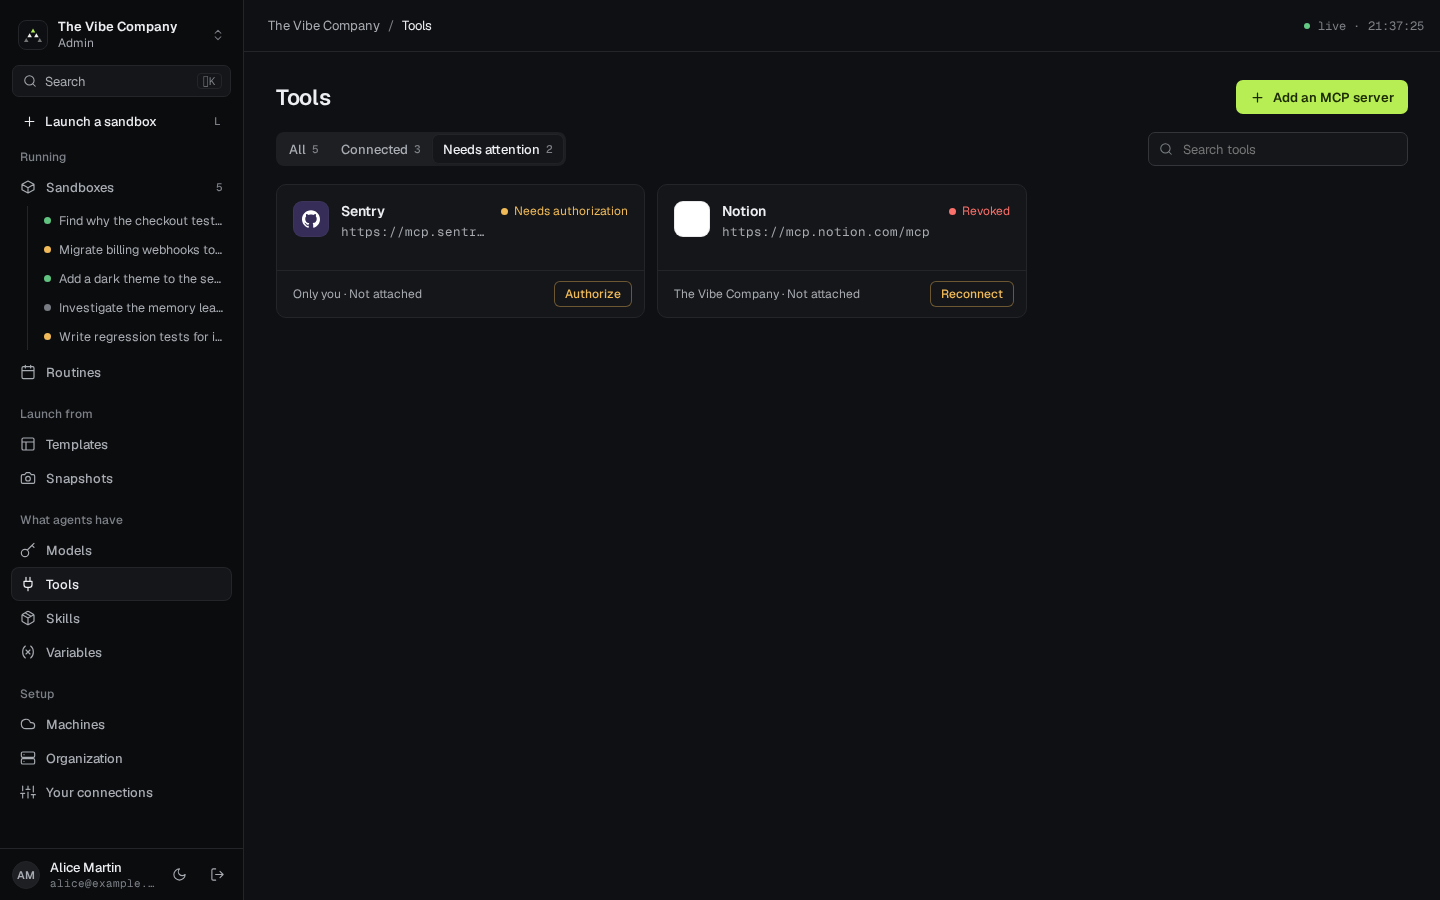 The Vibe Company
Admin
Search
K
Launch a sandbox L
Running
Sandboxes 5
Find why the checkout test…
Migrate billing webhooks to…
Add a dark theme to the se…
Investigate the memory lea…
Write regression tests for i…
Routines
Launch from
Templates
Snapshots
What agents have
Models
Tools
Skills
Variables
Setup
Machines
Organization
Your connections
AM
Alice Martin
alice@example.…
The Vibe Company / Tools
live · 21:37:25
Tools
Add an MCP server
All 5 Connected 3 Needs attention 2
Search tools
Sentry
Needs authorization
https://mcp.sentr…
Only you · Not attached
Authorize
Notion
Revoked
https://mcp.notion.com/mcp
The Vibe Company · Not attached
Reconnect